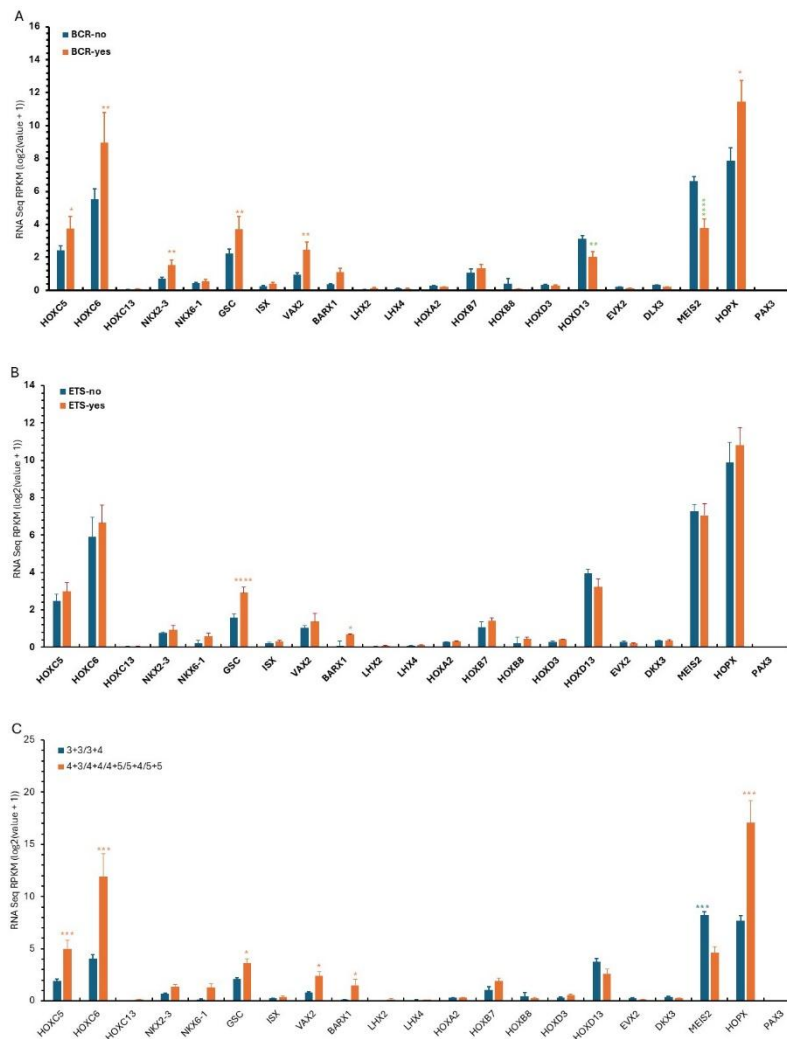 A
BCR-no
BCR-yes
RNA Seq RPKM (log2(value + 1))
16
14
12
10
8
6
4
2
0
*
**
**
**
**
**
****
*
HOXC5
HOXC6
HOXC13
NKX2-3
NKX6-1
GSC
ISX
VAX2
BARX1
LHX2
LHX4
HOXA2
HOXB7
HOXB8
HOXD3
HOXD13
EVX2
DLX3
MEIS2
HOPX
PAX3
B
ETS-no
ETS-yes
RNA Seq RPKM (log2(value + 1))
14
12
10
8
6
4
2
0
****
*
HOXC5
HOXC6
HOXC13
NKX2-3
NKX6-1
GSC
ISX
VAX2
BARX1
LHX2
LHX4
HOXA2
HOXB7
HOXB8
HOXD3
HOXD13
EVX2
DKX3
MEIS2
HOPX
PAX3
C
3+3/3+4
4+3/4+4/4+5/5+4/5+5
RNA Seq RPKM (log2(value + 1))
25
20
15
10
5
0
***
***
*
*
*
***
***
HOXC5
HOXC6
HOXC13
NKX2-3
NKX6-1
GSC
ISX
VAX2
BARX1
LHX2
LHX4
HOXA2
HOXB7
HOXB8
HOXD3
HOXD13
EVX2
DKX3
MEIS2
HOPX
PAX3